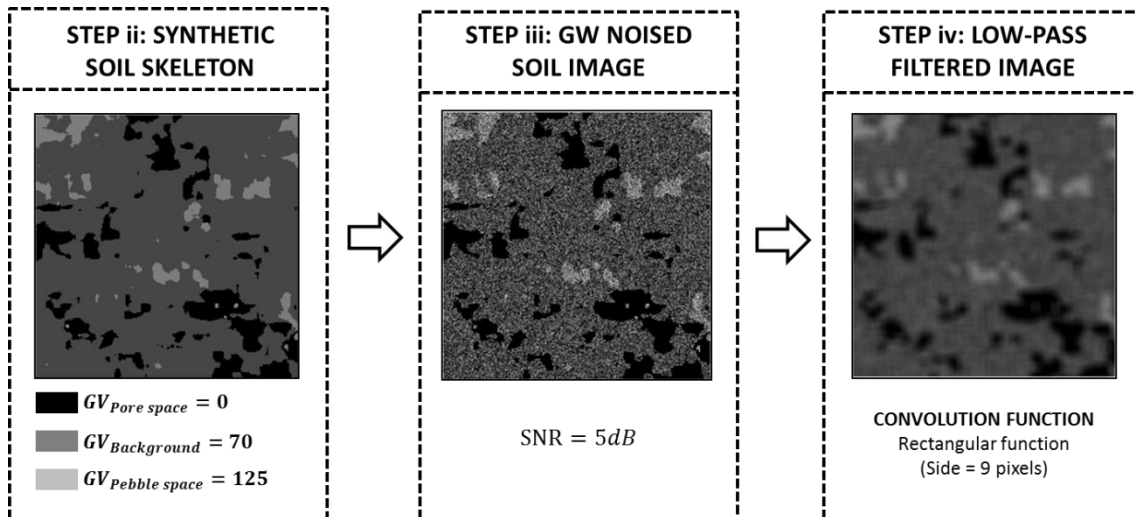 STEP ii: SYNTHETIC
SOIL SKELETON
GV_Pore space = 0
GV_Background = 70
GV_Pebble space = 125
STEP iii: GW NOISED
SOIL IMAGE
SNR = 5dB
STEP iv: LOW-PASS
FILTERED IMAGE
CONVOLUTION FUNCTION
Rectangular function
(Side = 9 pixels)